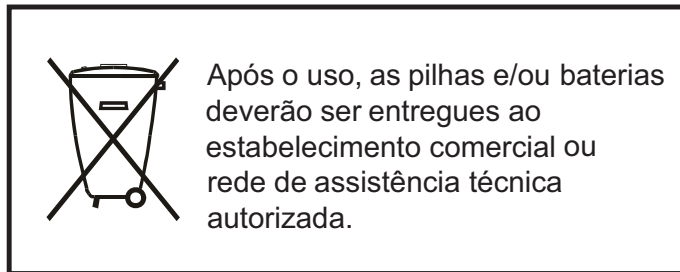 Após o uso, as pilhas e/ou baterias
deverão ser entregues ao
estabelecimento comercial ou
rede de assistência técnica
autorizada.